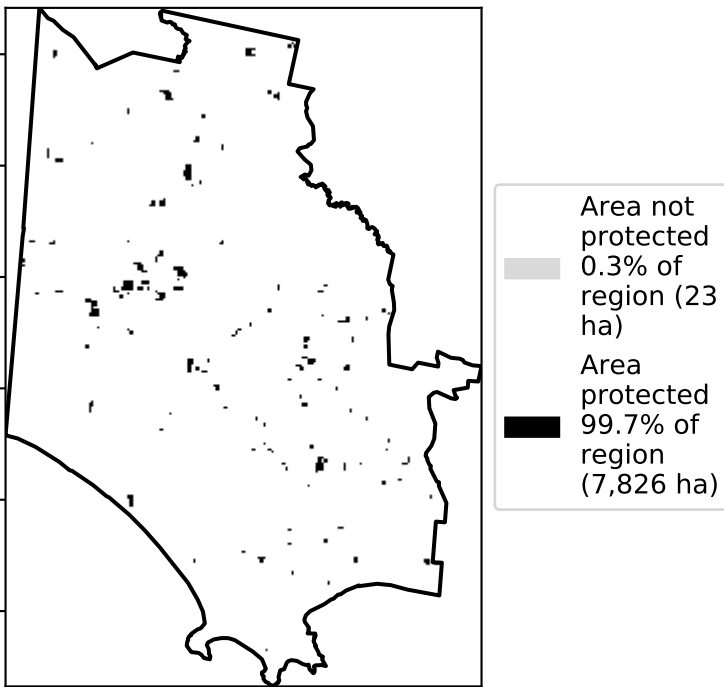 Area not
protected
0.3% of
region (23
ha)
Area
protected
99.7% of
region
(7,826 ha)